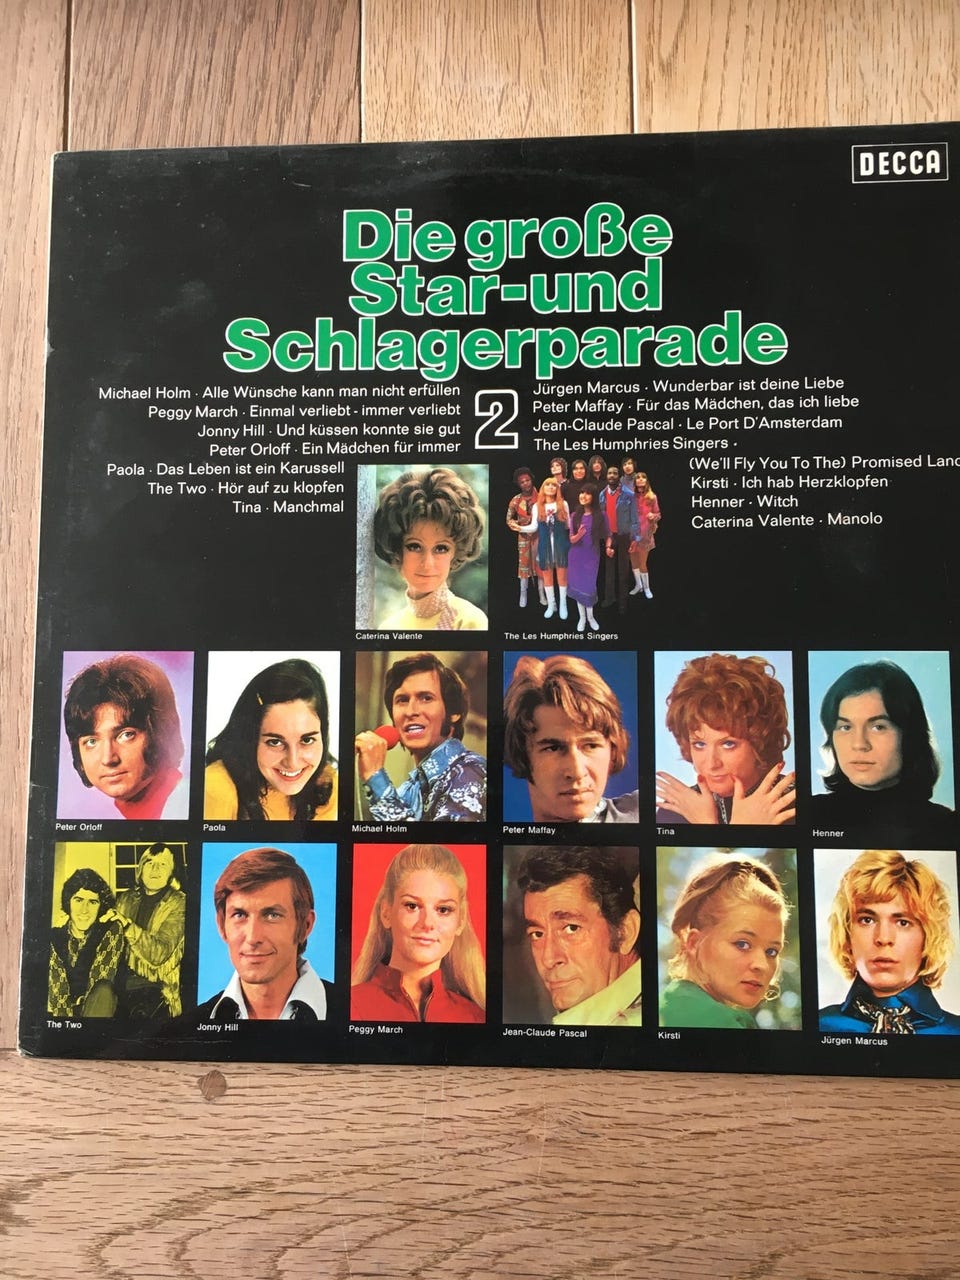 DECCA
Die große
Star-und
Schlagerparade
2
Michael Holm · Alle Wünsche kann man nicht erfüllen
Peggy March · Einmal verliebt - immer verliebt
Jonny Hill · Und küssen konnte sie gut
Peter Orloff · Ein Mädchen für immer
Paola · Das Leben ist ein Karussell
The Two · Hör auf zu klopfen
Tina · Manchmal
Jürgen Marcus · Wunderbar ist deine Liebe
Peter Maffay · Für das Mädchen, das ich liebe
Jean-Claude Pascal · Le Port D'Amsterdam
The Les Humphries Singers ·
(We'll Fly You To The) Promised Land
Kirsti · Ich hab Herzklopfen
Henner · Witch
Caterina Valente · Manolo
Caterina Valente
The Les Humphries Singers
Peter Orloff
Paola
Michael Holm
Peter Maffay
Tina
Henner
The Two
Jonny Hill
Peggy March
Jean-Claude Pascal
Kirsti
Jürgen Marcus